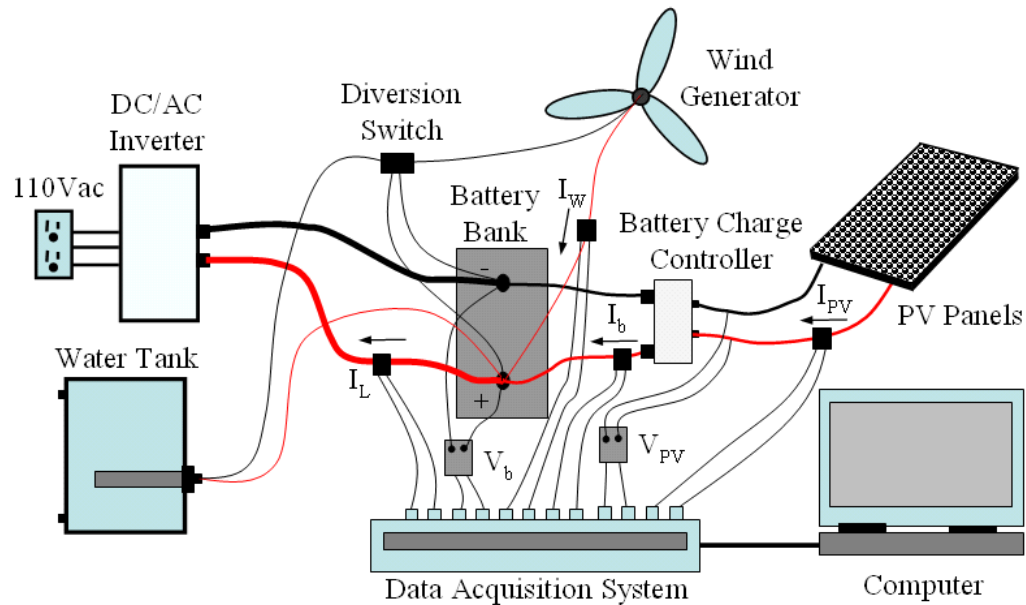 Wind
Generator
Diversion
Switch
DC/AC
Inverter
110Vac
Battery
Bank
-
+
I_W
Battery Charge
Controller
I_b
I_PV
PV Panels
Water Tank
I_L
V_b
V_PV
Data Acquisition System
Computer